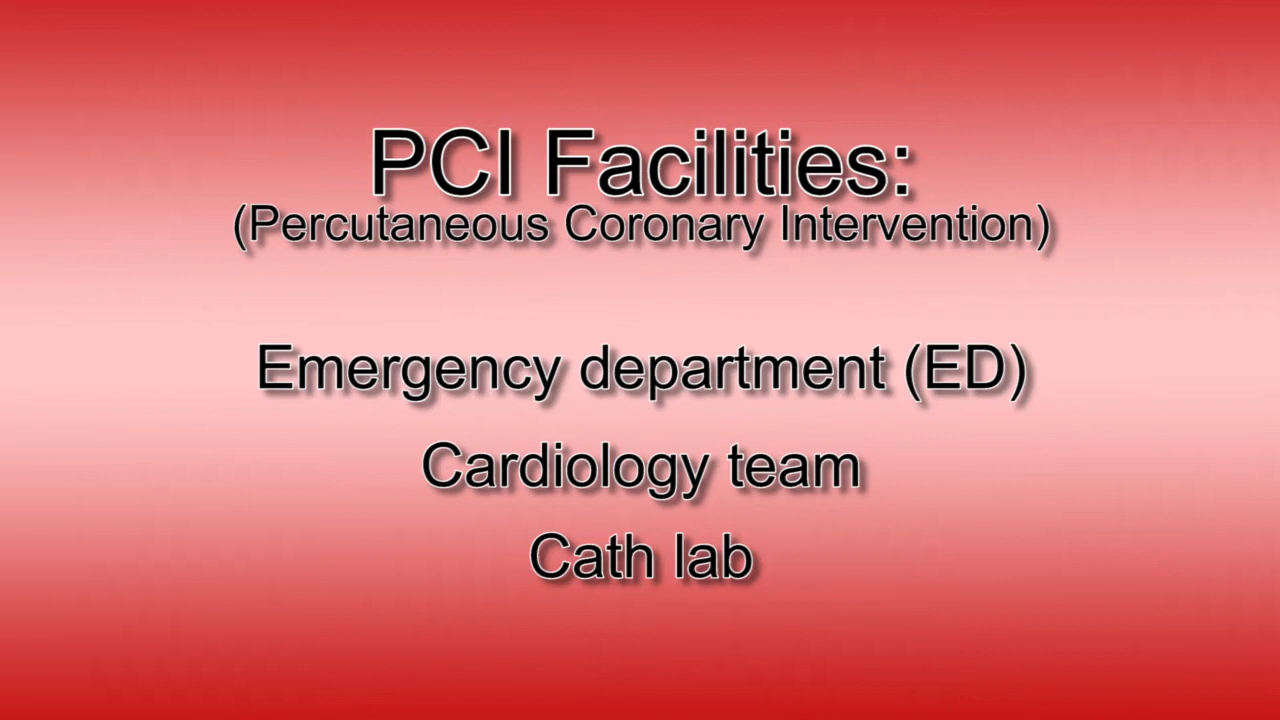 PCI Facilities:
(Percutaneous Coronary Intervention)
Emergency department (ED)
Cardiology team
Cath lab